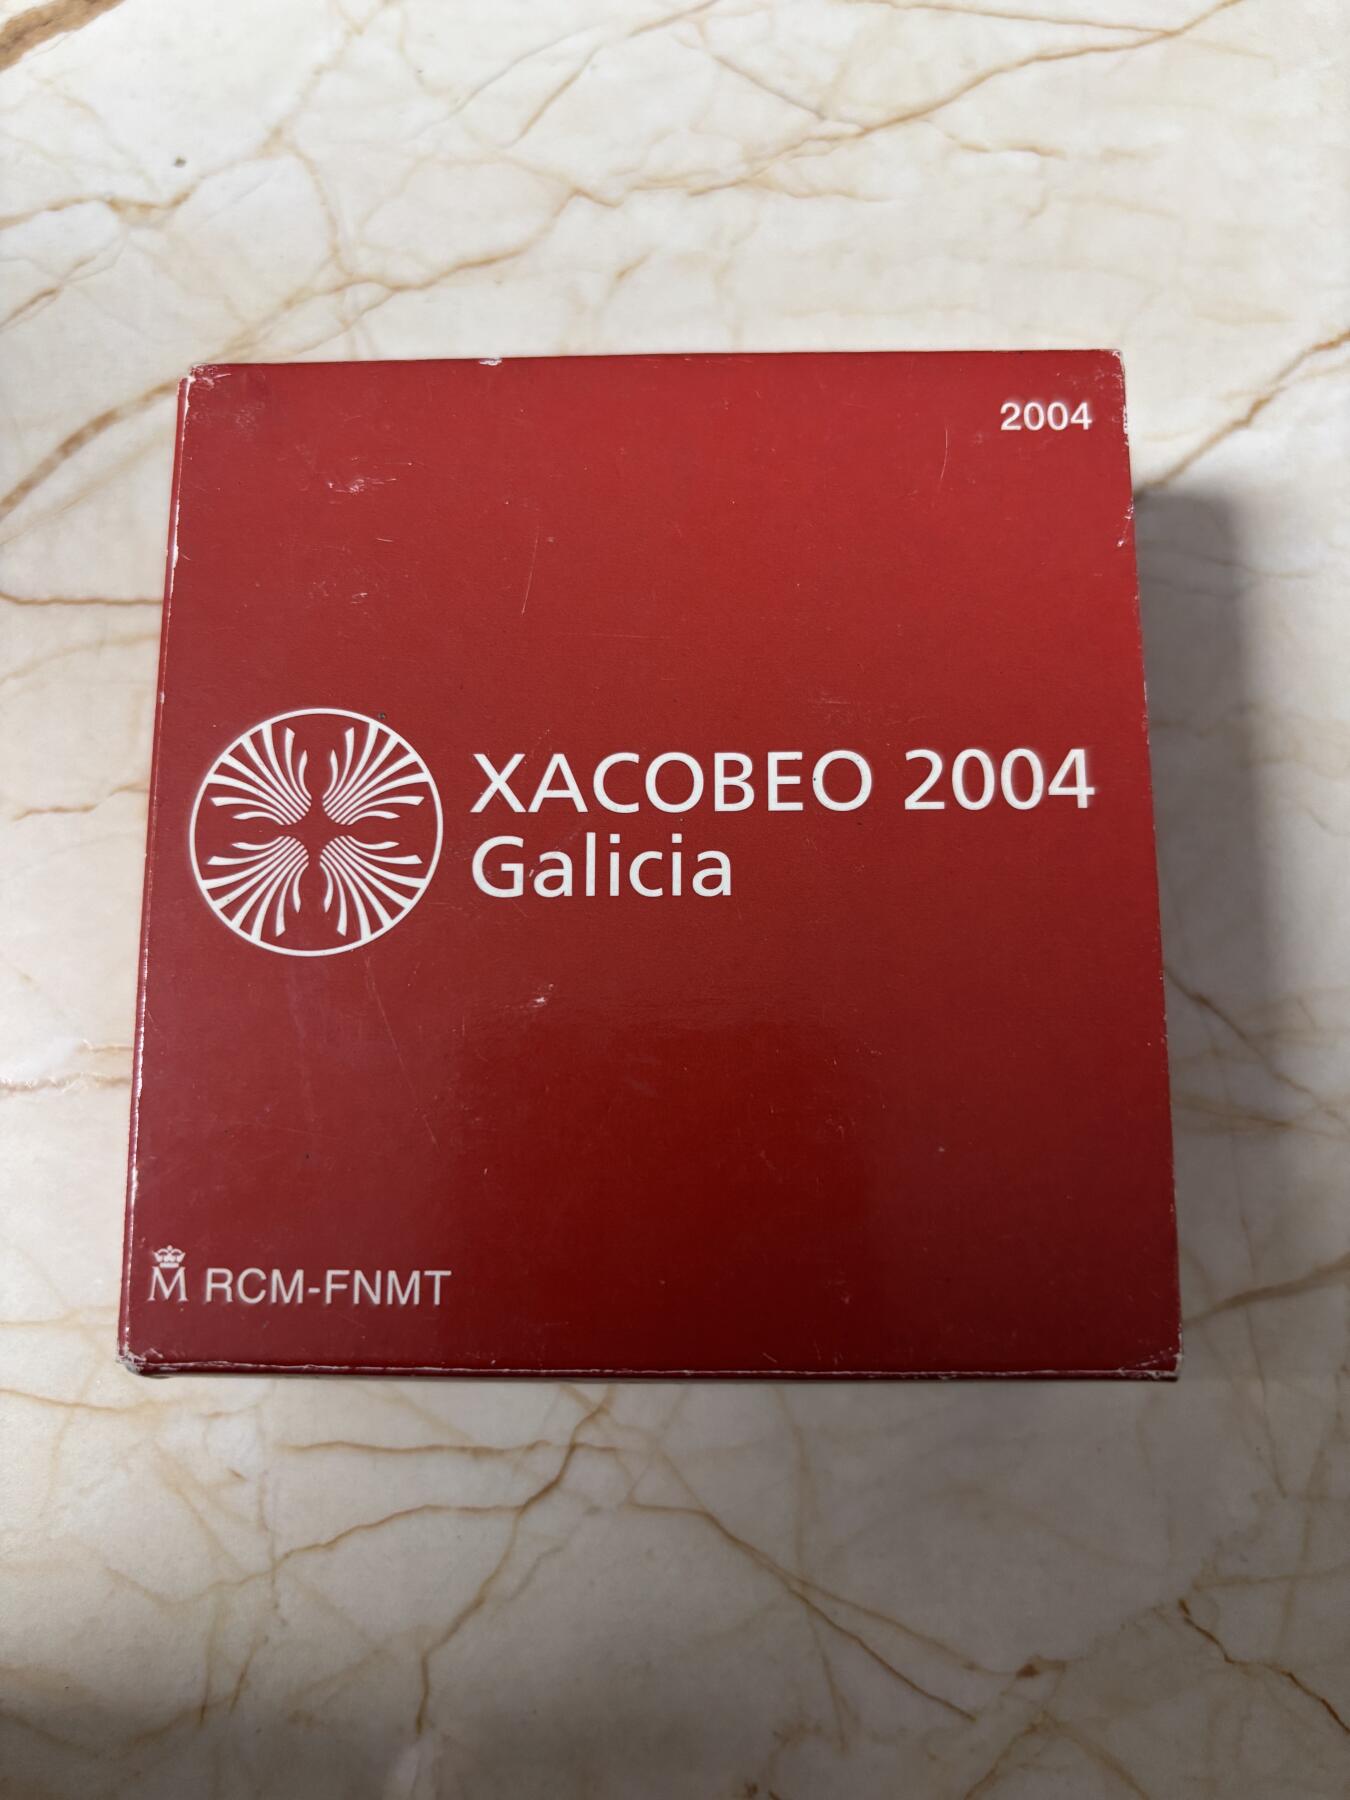 2004
XACOBEO 2004
Galicia
M RCM-FNMT